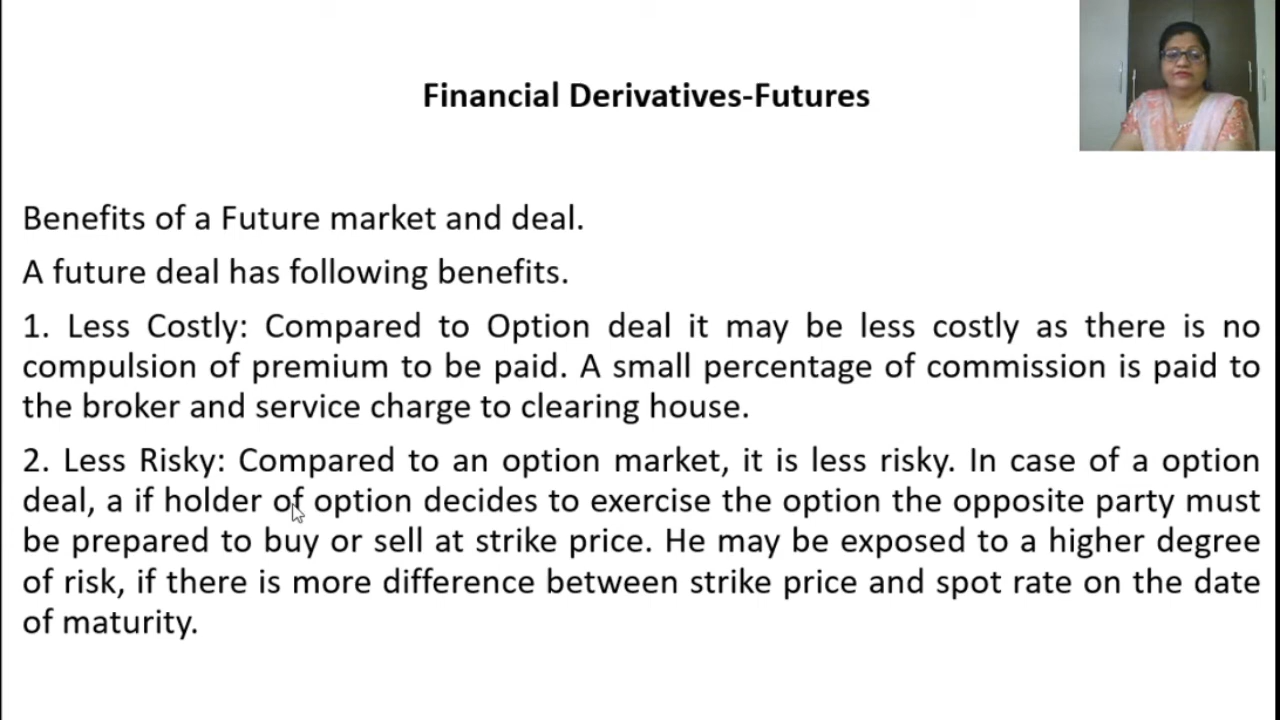 Financial Derivatives-Futures
Benefits of a Future market and deal.
A future deal has following benefits.
1. Less Costly: Compared to Option deal it may be less costly as there is no
compulsion of premium to be paid. A small percentage of commission is paid to
the broker and service charge to clearing house.
2. Less Risky: Compared to an option market, it is less risky. In case of a option
deal, a if holder of option decides to exercise the option the opposite party must
be prepared to buy or sell at strike price. He may be exposed to a higher degree
of risk, if there is more difference between strike price and spot rate on the date
of maturity.